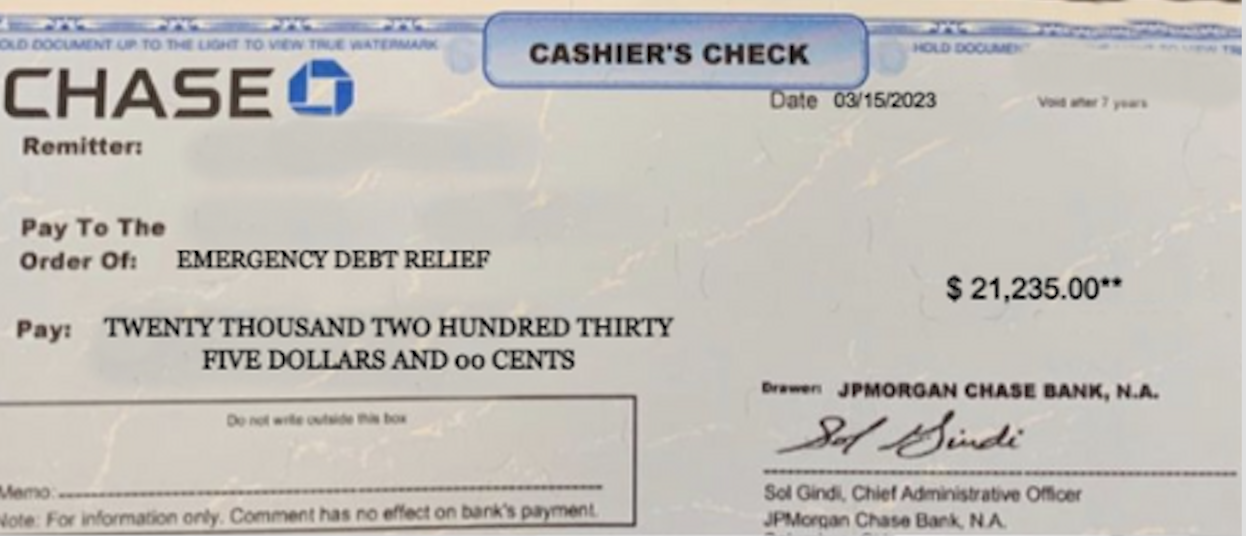 OLD DOCUMENT UP TO THE LIGHT TO VIEW TRUE WATERMARK
CASHIER'S CHECK
HOLD DOCUMEN
CHASE
Date 03/15/2023
Void after 7 years
Remitter:
Pay To The
Order Of: EMERGENCY DEBT RELIEF
$ 21,235.00**
Pay: TWENTY THOUSAND TWO HUNDRED THIRTY
FIVE DOLLARS AND 00 CENTS
Drawer: JPMORGAN CHASE BANK, N.A.
Do not write outside this box
Sol Gindi
Memo:
Note: For information only. Comment has no effect on bank's payment.
Sol Gindi, Chief Administrative Officer
JPMorgan Chase Bank, N.A.